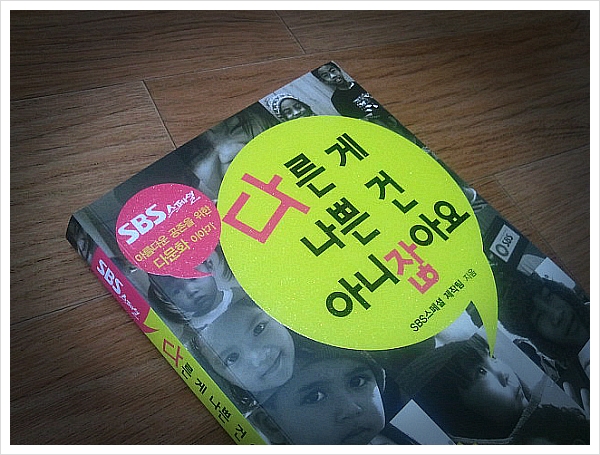 SBS 스페셜
아름다운 공존을 위한
다문화 이야기
다른 게
나쁜 건
아니잖아요
SBS스페셜 제작팀 지음
SBS 스페셜
다른 게 나쁜 건
SBS